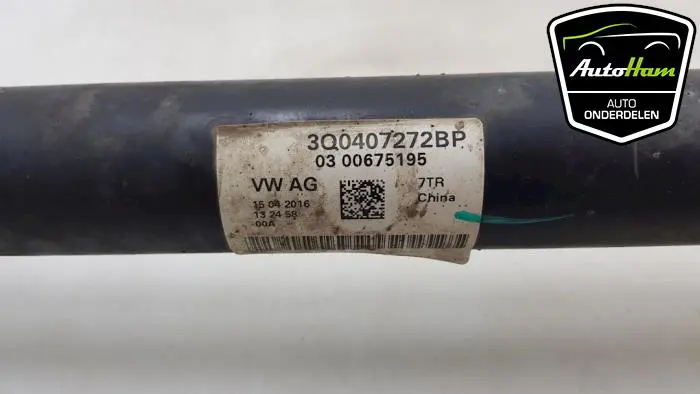 3Q0407272BP
03 00675195
VW AG
7TR
China
15 04 2016
13 24 58
00A
AutoHam
AUTO
ONDERDELEN